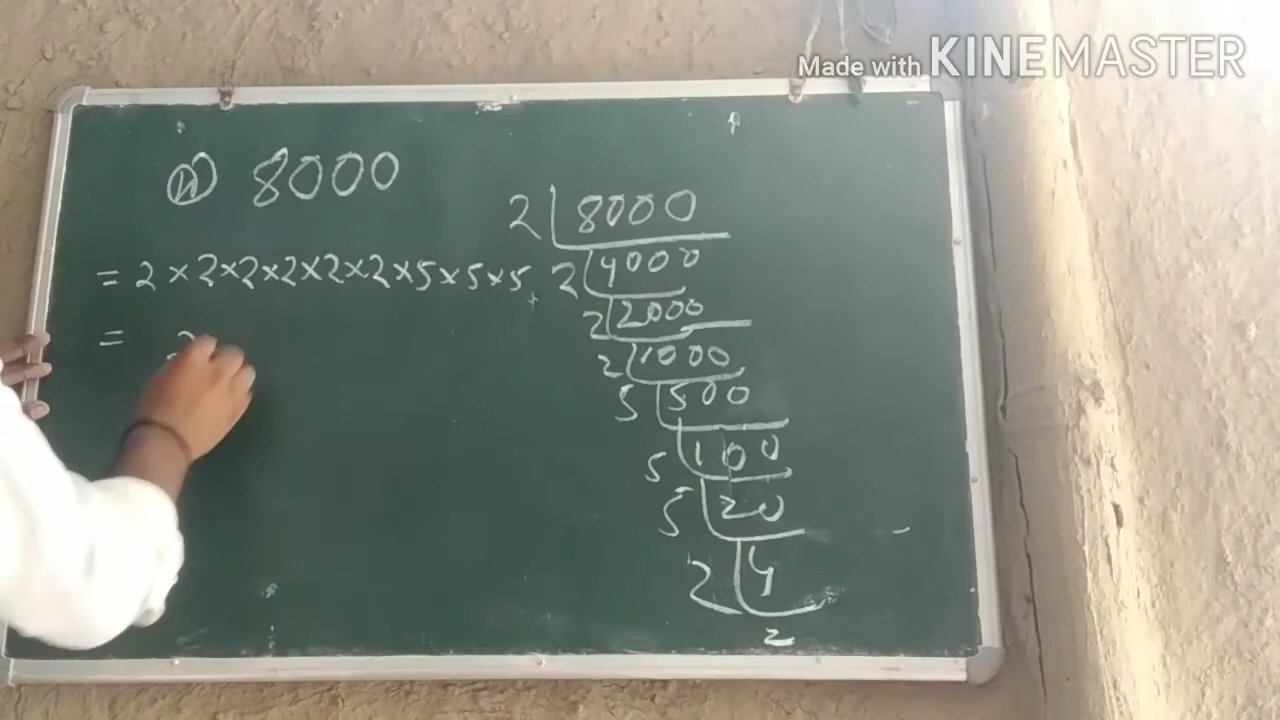 Made with KINEMASTER
8000
= 2 × 2 × 2 × 2 × 2 × 2 × 5 × 5 × 5
= 2
2 | 8000
2 | 4000
2 | 2000
2 | 1000
5 | 500
5 | 100
5 | 20
2 | 4
2